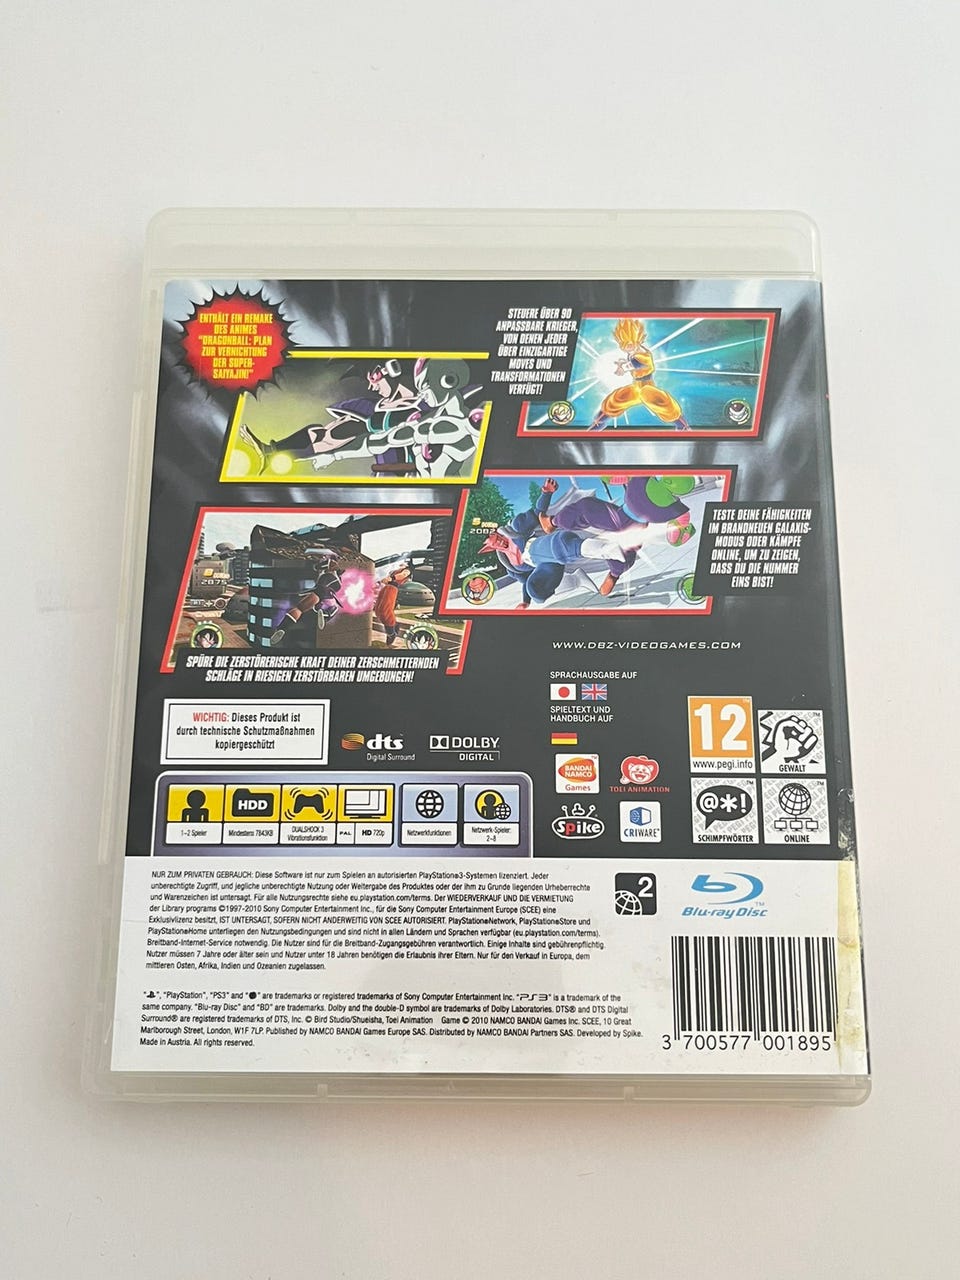 ENTHÄLT EIN REMAKE
DES ANIMES
"DRAGONBALL: PLAN
ZUR VERNICHTUNG
DER SUPER-
SAIYAJIN!"
STEUERE ÜBER 90
ANPASSBARE KRIEGER,
VON DENEN JEDER
ÜBER EINZIGARTIGE
MOVES UND
TRANSFORMATIONEN
VERFÜGT!
TESTE DEINE FÄHIGKEITEN
IM BRANDNEUEN GALAXIS-
MODUS ODER KÄMPFE
ONLINE, UM ZU ZEIGEN,
DASS DU DIE NUMMER
EINS BIST!
SPÜRE DIE ZERSTÖRERISCHE KRAFT DEINER ZERSCHMETTERNDEN
SCHLÄGE IN RIESIGEN ZERSTÖRBAREN UMGEBUNGEN!
WWW.DBZ-VIDEOGAMES.COM
SPRACHAUSGABE AUF
SPIELTEXT UND
HANDBUCH AUF
WICHTIG: Dieses Produkt ist
durch technische Schutzmaßnahmen
kopiergeschützt
dts
Digital Surround
DOLBY
DIGITAL
BANDAI
NAMCO
Games
TOEI ANIMATION
Spike
CRIWARE
12
www.pegi.info
GEWALT
@*!
SCHIMPFWÖRTER
ONLINE
HDD
1–2 Spieler
Mindestens 7843KB
DUALSHOCK 3
Vibrationsfunktion
PAL
HD 720p
Netzwerkfunktionen
Netzwerk-Spieler:
2–8
NUR ZUM PRIVATEN GEBRAUCH: Diese Software ist nur zum Spielen an autorisierten PlayStation®3-Systemen lizenziert. Jeder
unberechtigte Zugriff, und jegliche unberechtigte Nutzung oder Weitergabe des Produktes oder der ihm zu Grunde liegenden Urheberrechte
und Warenzeichen ist untersagt. Für alle Nutzungsrechte siehe eu.playstation.com/terms. Der WIEDERVERKAUF UND DIE VERMIETUNG
der Library programs ©1997-2010 Sony Computer Entertainment Inc., für die Sony Computer Entertainment Europe (SCEE) eine
Exklusivlizenz besitzt, IST UNTERSAGT, SOFERN NICHT ANDERWEITIG VON SCEE AUTORISIERT. PlayStation®Network, PlayStation®Store und
PlayStation®Home unterliegen den Nutzungsbedingungen und sind nicht in allen Ländern und Sprachen verfügbar (eu.playstation.com/terms).
Breitband-Internet-Service notwendig. Die Nutzer sind für die Breitband-Zugangsgebühren verantwortlich. Einige Inhalte sind gebührenpflichtig.
Nutzer müssen 7 Jahre oder älter sein und Nutzer unter 18 Jahren benötigen die Erlaubnis ihrer Eltern. Nur für den Verkauf in Europa, dem
mittleren Osten, Afrika, Indien und Ozeanien zugelassen.
2
Blu-ray Disc
"PlayStation", "PS3" and " " are trademarks or registered trademarks of Sony Computer Entertainment Inc. "PS3" is a trademark of the
same company. "Blu-ray Disc" and "BD" are trademarks. Dolby and the double-D symbol are trademarks of Dolby Laboratories. DTS® and DTS Digital
Surround® are registered trademarks of DTS, Inc. © Bird Studio/Shueisha, Toei Animation Game © 2010 NAMCO BANDAI Games Inc. SCEE, 10 Great
Marlborough Street, London, W1F 7LP. Published by NAMCO BANDAI Games Europe SAS. Distributed by NAMCO BANDAI Partners SAS. Developed by Spike.
Made in Austria. All rights reserved.
3 700577 001895